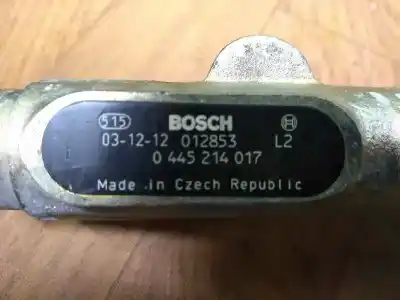 515 BOSCH
03-12-12 012853 L2
0 445 214 017
Made in Czech Republic